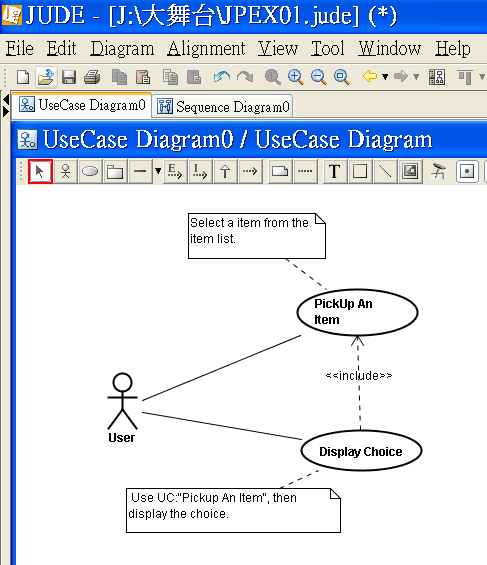 JUDE - [J:\大舞台\JPEX01.jude] (*)
File Edit Diagram Alignment View Tool Window Help
UseCase Diagram0 Sequence Diagram0
UseCase Diagram0 / UseCase Diagram
E I T
Select a item from the
item list.
PickUp An
Item
<<include>>
User
Display Choice
Use UC:"Pickup An Item", then
display the choice.